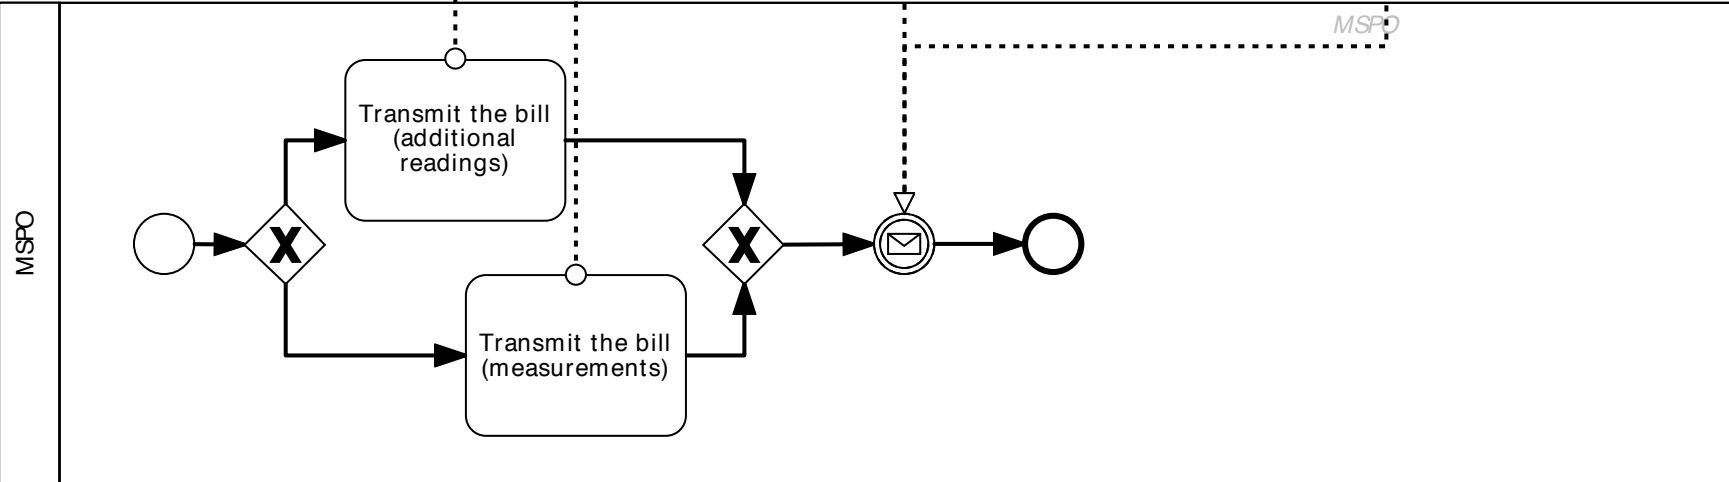 MSPO
MSPO
Transmit the bill
(additional
readings)
Transmit the bill
(measurements)